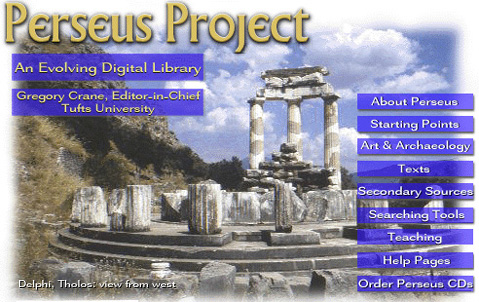 Perseus Project
An Evolving Digital Library
Gregory Crane, Editor-in-Chief
Tufts University
About Perseus
Starting Points
Art & Archaeology
Texts
Secondary Sources
Searching Tools
Teaching
Help Pages
Order Perseus CDs
Delphi, Tholos: view from west